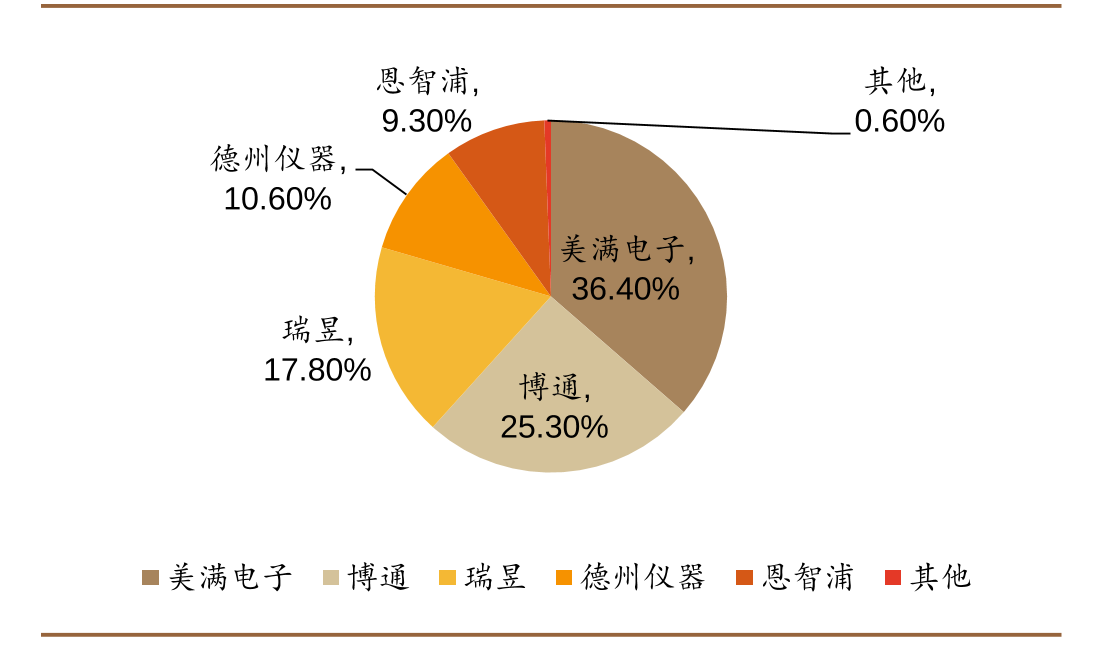 恩智浦,
9.30%
其他,
0.60%
德州仪器,
10.60%
美满电子,
36.40%
瑞昱,
17.80%
博通,
25.30%
美满电子 博通 瑞昱 德州仪器 恩智浦 其他